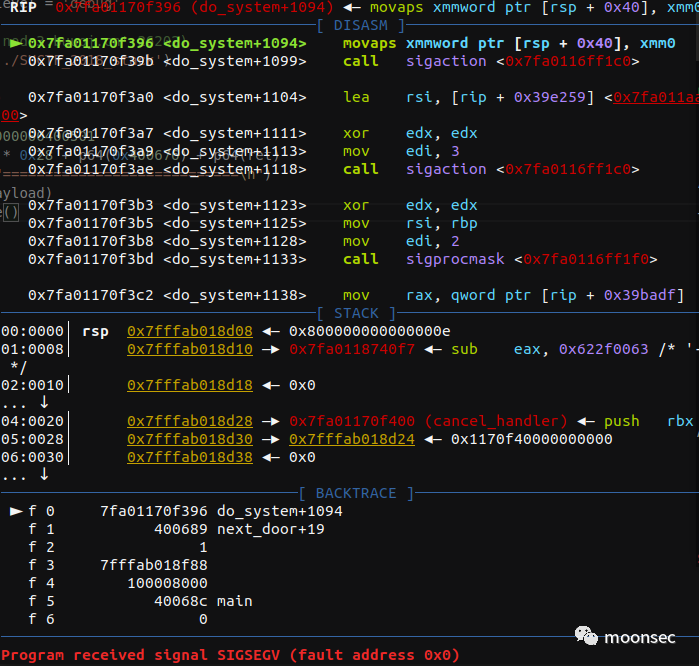 RIP 0x7fa01170f396 (do_system+1094) ◂— movaps xmmword ptr [rsp + 0x40], xmm0
[ DISASM ]
► 0x7fa01170f396 <do_system+1094> movaps xmmword ptr [rsp + 0x40], xmm0
0x7fa01170f39b <do_system+1099> call sigaction <0x7fa0116ff1c0>
0x7fa01170f3a0 <do_system+1104> lea rsi, [rip + 0x39e259] <0x7fa011aa
00>
0x7fa01170f3a7 <do_system+1111> xor edx, edx
0x7fa01170f3a9 <do_system+1113> mov edi, 3
0x7fa01170f3ae <do_system+1118> call sigaction <0x7fa0116ff1c0>
ayload)
0x7fa01170f3b3 <do_system+1123> xor edx, edx
e() 0x7fa01170f3b5 <do_system+1125> mov rsi, rbp
0x7fa01170f3b8 <do_system+1128> mov edi, 2
0x7fa01170f3bd <do_system+1133> call sigprocmask <0x7fa0116ff1f0>
0x7fa01170f3c2 <do_system+1138> mov rax, qword ptr [rip + 0x39badf]
[ STACK ]
00:0000│ rsp 0x7fffab018d08 ◂— 0x800000000000000e
01:0008│ 0x7fffab018d10 —▸ 0x7fa0118740f7 ◂— sub eax, 0x622f0063 /* '-
*/
02:0010│ 0x7fffab018d18 ◂— 0x0
... ↓
04:0020│ 0x7fffab018d28 —▸ 0x7fa01170f400 (cancel_handler) ◂— push rbx
05:0028│ 0x7fffab018d30 —▸ 0x7fffab018d24 ◂— 0x1170f40000000000
06:0030│ 0x7fffab018d38 ◂— 0x0
... ↓
[ BACKTRACE ]
► f 0 7fa01170f396 do_system+1094
f 1 400689 next_door+19
f 2 1
f 3 7fffab018f88
f 4 100008000
f 5 40068c main
f 6 0
moonsec
Program received signal SIGSEGV (fault address 0x0)